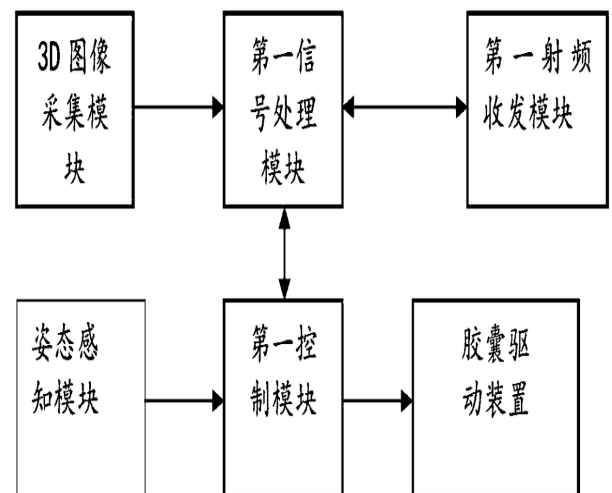 3D图像
采集模
块
第一信
号处理
模块
第一射频
收发模块
姿态感
知模块
第一控
制模块
胶囊驱
动装置